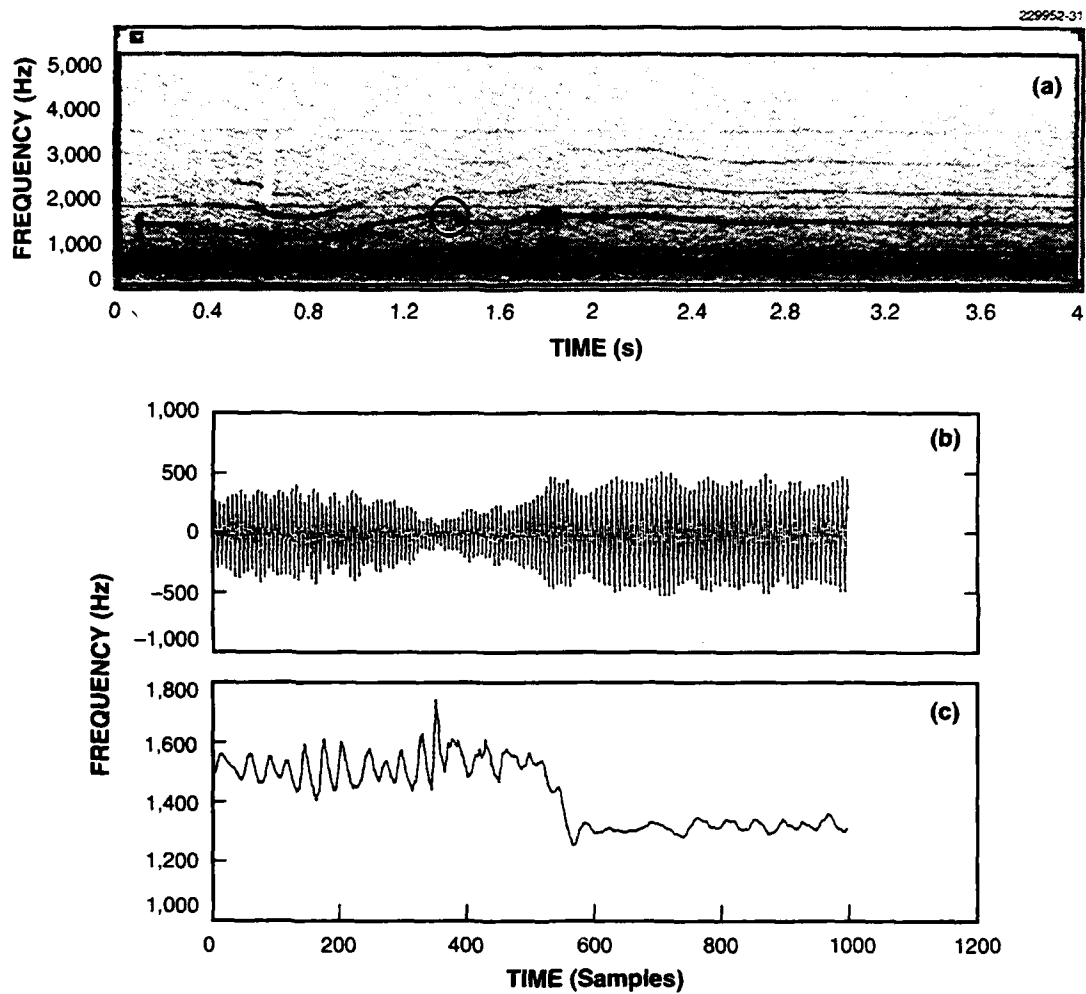 229952-31
(a)
FREQUENCY (Hz)
5,000
4,000
3,000
2,000
1,000
0
0 0.4 0.8 1.2 1.6 2 2.4 2.8 3.2 3.6 4
TIME (s)
(b)
1,000
500
0
−500
−1,000
FREQUENCY (Hz)
(c)
1,800
1,600
1,400
1,200
1,000
0 200 400 600 800 1000 1200
TIME (Samples)